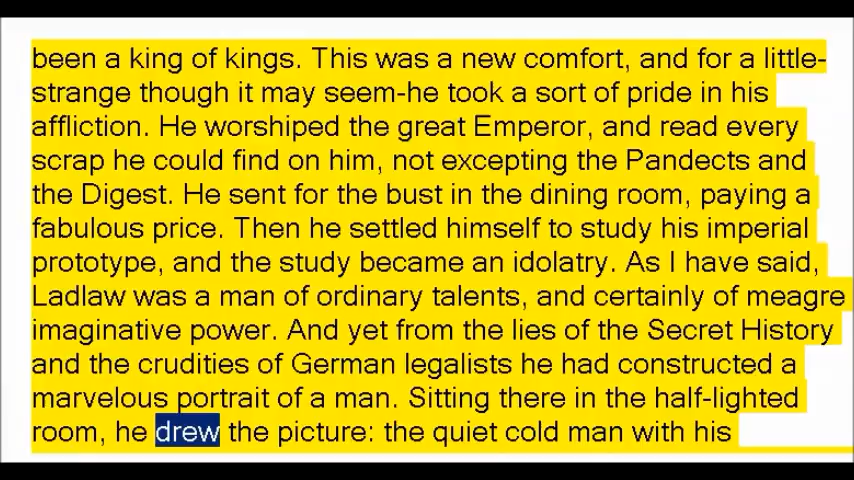 been a king of kings. This was a new comfort, and for a little-
strange though it may seem-he took a sort of pride in his
affliction. He worshiped the great Emperor, and read every
scrap he could find on him, not excepting the Pandects and
the Digest. He sent for the bust in the dining room, paying a
fabulous price. Then he settled himself to study his imperial
prototype, and the study became an idolatry. As I have said,
Ladlaw was a man of ordinary talents, and certainly of meagre
imaginative power. And yet from the lies of the Secret History
and the crudities of German legalists he had constructed a
marvelous portrait of a man. Sitting there in the half-lighted
room, he drew the picture: the quiet cold man with his